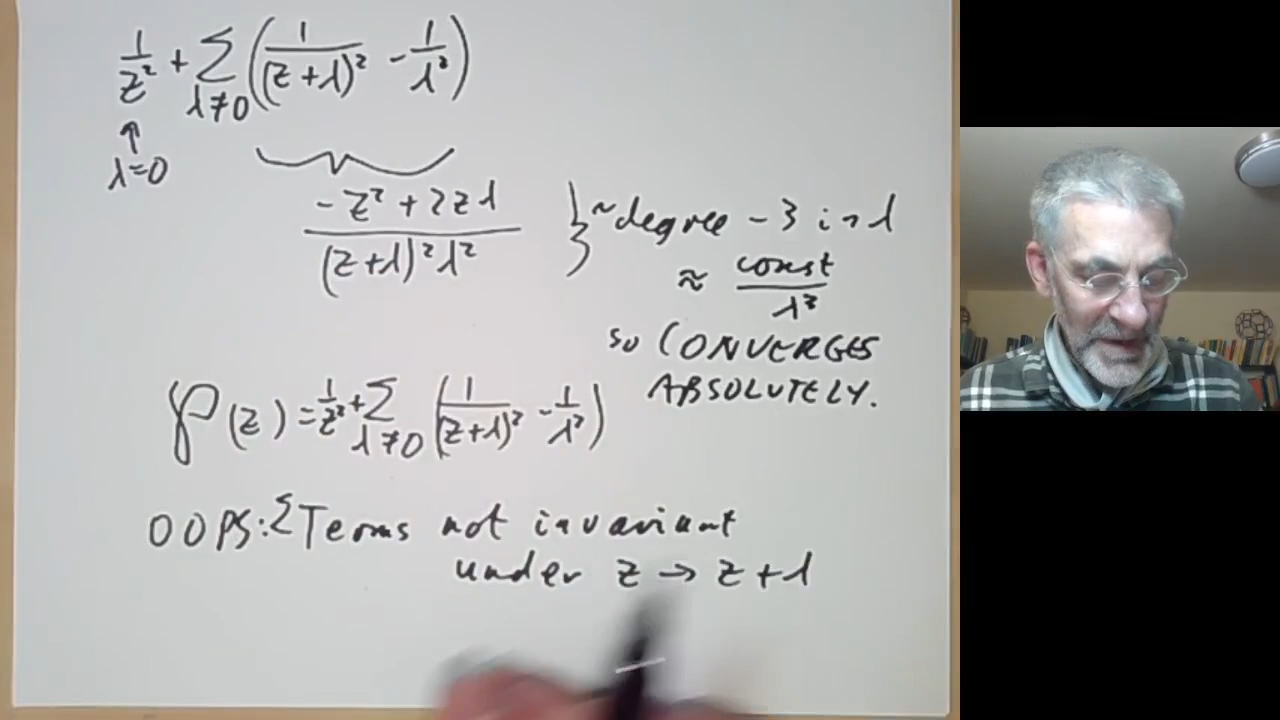 1/z² + Σ_{λ≠0} (1/(z+λ)² - 1/λ²)
↑
λ=0
(-z² + 2zλ)/((z+λ)²λ²) } ~degree -3 in λ
≈ const/λ³
so CONVERGES
ABSOLUTELY.
℘(z) = 1/z² + Σ_{λ≠0} (1/(z+λ)² - 1/λ²)
OOPS: Σ Terms not invariant
under z → z+λ